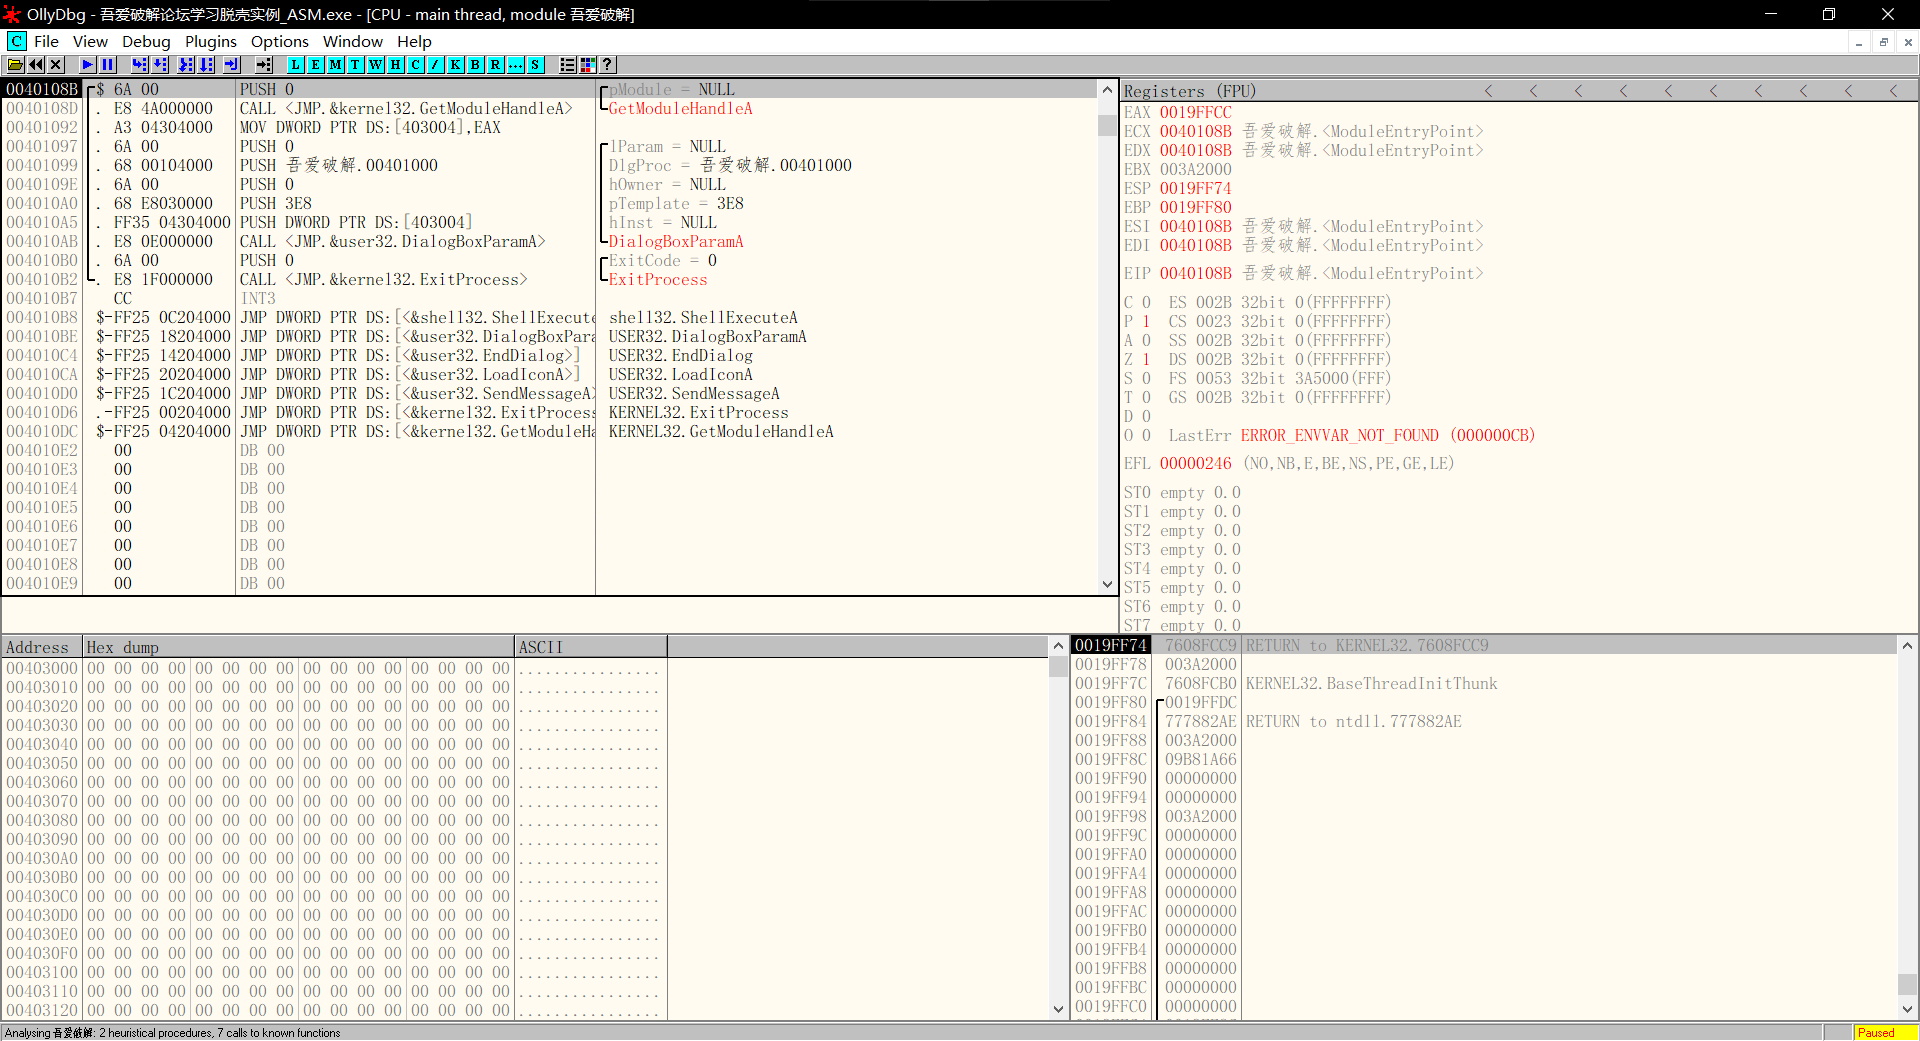 OllyDbg - 吾爱破解论坛学习脱壳实例_ASM.exe - [CPU - main thread, module 吾爱破解]
C File View Debug Plugins Options Window Help
L E M T W H C / K B R ... S ?
0040108B $ 6A 00 PUSH 0 pModule = NULL
0040108D . E8 4A000000 CALL <JMP.&kernel32.GetModuleHandleA> GetModuleHandleA
00401092 . A3 04304000 MOV DWORD PTR DS:[403004],EAX
00401097 . 6A 00 PUSH 0 lParam = NULL
00401099 . 68 00104000 PUSH 吾爱破解.00401000 DlgProc = 吾爱破解.00401000
0040109E . 6A 00 PUSH 0 hOwner = NULL
004010A0 . 68 E8030000 PUSH 3E8 pTemplate = 3E8
004010A5 . FF35 04304000 PUSH DWORD PTR DS:[403004] hInst = NULL
004010AB . E8 0E000000 CALL <JMP.&user32.DialogBoxParamA> DialogBoxParamA
004010B0 . 6A 00 PUSH 0 ExitCode = 0
004010B2 . E8 1F000000 CALL <JMP.&kernel32.ExitProcess> ExitProcess
004010B7 CC INT3
004010B8 $-FF25 0C204000 JMP DWORD PTR DS:[<&shell32.ShellExecute shell32.ShellExecuteA
004010BE $-FF25 18204000 JMP DWORD PTR DS:[<&user32.DialogBoxPara USER32.DialogBoxParamA
004010C4 $-FF25 14204000 JMP DWORD PTR DS:[<&user32.EndDialog>] USER32.EndDialog
004010CA $-FF25 20204000 JMP DWORD PTR DS:[<&user32.LoadIconA>] USER32.LoadIconA
004010D0 $-FF25 1C204000 JMP DWORD PTR DS:[<&user32.SendMessageA> USER32.SendMessageA
004010D6 .-FF25 00204000 JMP DWORD PTR DS:[<&kernel32.ExitProcess KERNEL32.ExitProcess
004010DC $-FF25 04204000 JMP DWORD PTR DS:[<&kernel32.GetModuleHa KERNEL32.GetModuleHandleA
004010E2 00 DB 00
004010E3 00 DB 00
004010E4 00 DB 00
004010E5 00 DB 00
004010E6 00 DB 00
004010E7 00 DB 00
004010E8 00 DB 00
004010E9 00 DB 00
Registers (FPU) < < < < < < < < < <
EAX 0019FFCC
ECX 0040108B 吾爱破解.<ModuleEntryPoint>
EDX 0040108B 吾爱破解.<ModuleEntryPoint>
EBX 003A2000
ESP 0019FF74
EBP 0019FF80
ESI 0040108B 吾爱破解.<ModuleEntryPoint>
EDI 0040108B 吾爱破解.<ModuleEntryPoint>
EIP 0040108B 吾爱破解.<ModuleEntryPoint>
C 0 ES 002B 32bit 0(FFFFFFFF)
P 1 CS 0023 32bit 0(FFFFFFFF)
A 0 SS 002B 32bit 0(FFFFFFFF)
Z 1 DS 002B 32bit 0(FFFFFFFF)
S 0 FS 0053 32bit 3A5000(FFF)
T 0 GS 002B 32bit 0(FFFFFFFF)
D 0
O 0 LastErr ERROR_ENVVAR_NOT_FOUND (000000CB)
EFL 00000246 (NO,NB,E,BE,NS,PE,GE,LE)
ST0 empty 0.0
ST1 empty 0.0
ST2 empty 0.0
ST3 empty 0.0
ST4 empty 0.0
ST5 empty 0.0
ST6 empty 0.0
ST7 empty 0.0
Address Hex dump ASCII
00403000 00 00 00 00 00 00 00 00 00 00 00 00 00 00 00 00 ................
00403010 00 00 00 00 00 00 00 00 00 00 00 00 00 00 00 00 ................
00403020 00 00 00 00 00 00 00 00 00 00 00 00 00 00 00 00 ................
00403030 00 00 00 00 00 00 00 00 00 00 00 00 00 00 00 00 ................
00403040 00 00 00 00 00 00 00 00 00 00 00 00 00 00 00 00 ................
00403050 00 00 00 00 00 00 00 00 00 00 00 00 00 00 00 00 ................
00403060 00 00 00 00 00 00 00 00 00 00 00 00 00 00 00 00 ................
00403070 00 00 00 00 00 00 00 00 00 00 00 00 00 00 00 00 ................
00403080 00 00 00 00 00 00 00 00 00 00 00 00 00 00 00 00 ................
00403090 00 00 00 00 00 00 00 00 00 00 00 00 00 00 00 00 ................
004030A0 00 00 00 00 00 00 00 00 00 00 00 00 00 00 00 00 ................
004030B0 00 00 00 00 00 00 00 00 00 00 00 00 00 00 00 00 ................
004030C0 00 00 00 00 00 00 00 00 00 00 00 00 00 00 00 00 ................
004030D0 00 00 00 00 00 00 00 00 00 00 00 00 00 00 00 00 ................
004030E0 00 00 00 00 00 00 00 00 00 00 00 00 00 00 00 00 ................
004030F0 00 00 00 00 00 00 00 00 00 00 00 00 00 00 00 00 ................
00403100 00 00 00 00 00 00 00 00 00 00 00 00 00 00 00 00 ................
00403110 00 00 00 00 00 00 00 00 00 00 00 00 00 00 00 00 ................
00403120 00 00 00 00 00 00 00 00 00 00 00 00 00 00 00 00 ................
0019FF74 7608FCC9 RETURN to KERNEL32.7608FCC9
0019FF78 003A2000
0019FF7C 7608FCB0 KERNEL32.BaseThreadInitThunk
0019FF80 0019FFDC
0019FF84 777882AE RETURN to ntdll.777882AE
0019FF88 003A2000
0019FF8C 09B81A66
0019FF90 00000000
0019FF94 00000000
0019FF98 003A2000
0019FF9C 00000000
0019FFA0 00000000
0019FFA4 00000000
0019FFA8 00000000
0019FFAC 00000000
0019FFB0 00000000
0019FFB4 00000000
0019FFB8 00000000
0019FFBC 00000000
0019FFC0 00000000
Analysing 吾爱破解: 2 heuristical procedures, 7 calls to known functions
Paused